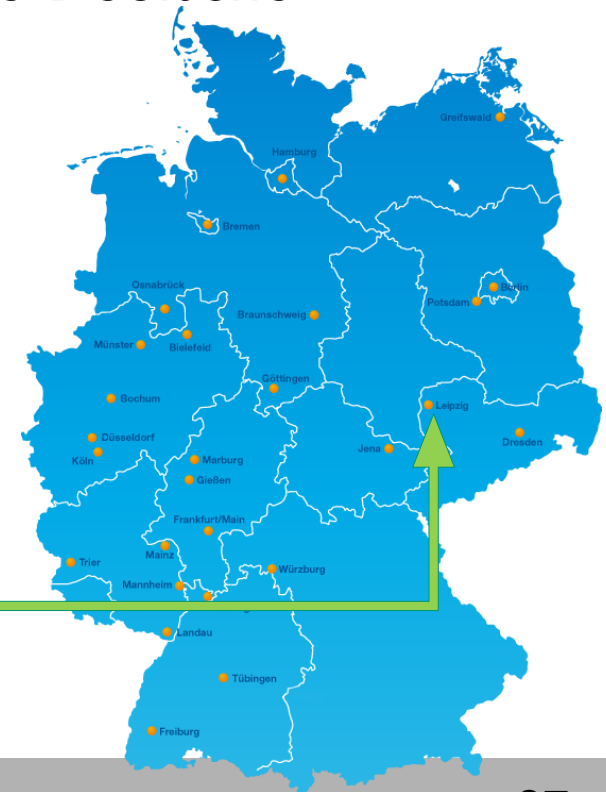 Greifswald
Hamburg
Bremen
Osnabrück
Berlin
Potsdam
Braunschweig
Münster
Bielefeld
Göttingen
Bochum
Leipzig
Düsseldorf
Dresden
Köln
Jena
Marburg
Gießen
Frankfurt/Main
Mainz
Trier
Würzburg
Mannheim
Landau
Tübingen
Freiburg